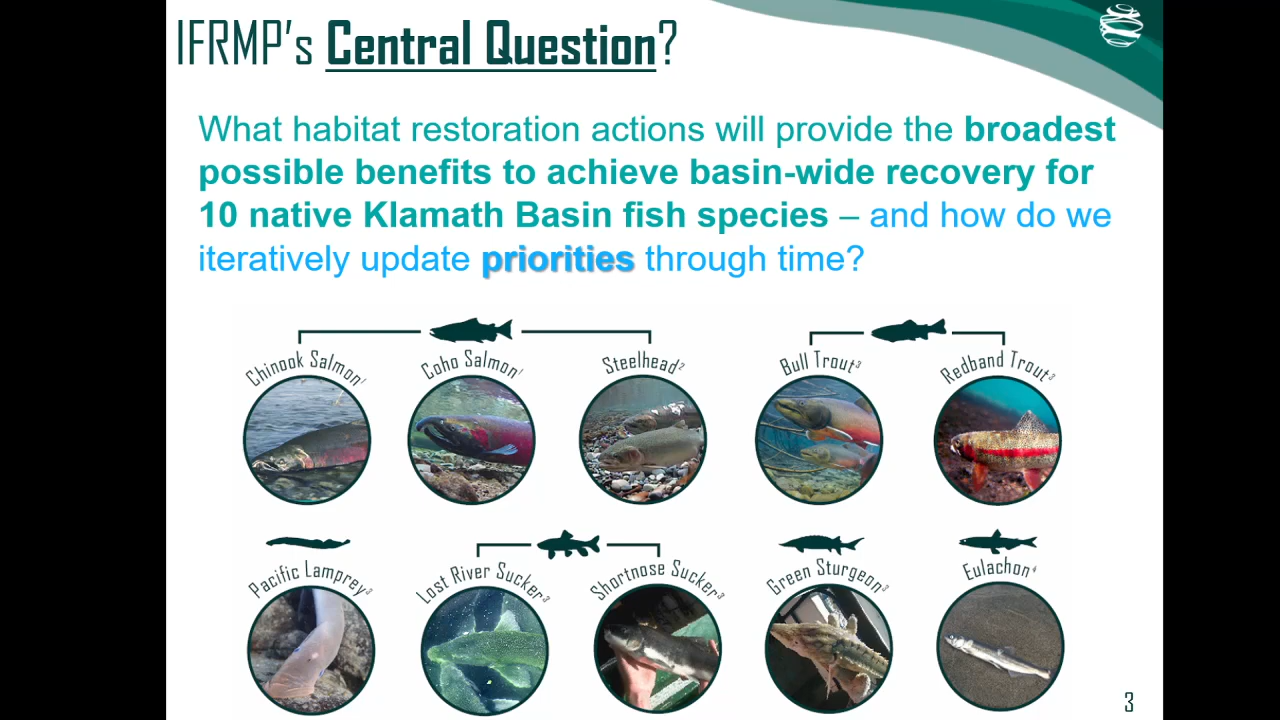 IFRMP's Central Question?
What habitat restoration actions will provide the broadest
possible benefits to achieve basin-wide recovery for
10 native Klamath Basin fish species – and how do we
iteratively update priorities through time?
Chinook Salmon¹
Coho Salmon¹
Steelhead²
Bull Trout³
Redband Trout³
Pacific Lamprey³
Lost River Sucker³
Shortnose Sucker³
Green Sturgeon³
Eulachon⁴
3